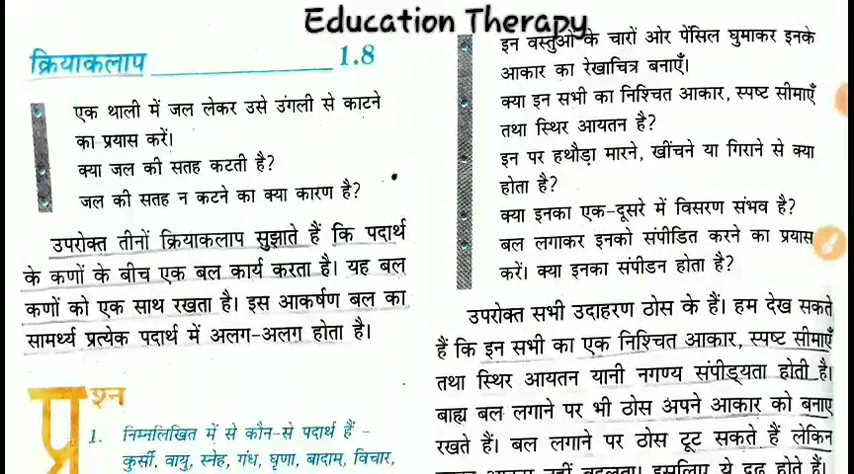 Education Therapy
क्रियाकलाप 1.8
एक थाली में जल लेकर उसे उंगली से काटने
का प्रयास करें।
क्या जल की सतह कटती है?
जल की सतह न कटने का क्या कारण है?
उपरोक्त तीनों क्रियाकलाप सुझाते हैं कि पदार्थ
के कणों के बीच एक बल कार्य करता है। यह बल
कणों को एक साथ रखता है। इस आकर्षण बल का
सामर्थ्य प्रत्येक पदार्थ में अलग-अलग होता है।
प्रश्न
1. निम्नलिखित में से कौन-से पदार्थ हैं –
कुर्सी, वायु, स्नेह, गंध, घृणा, बादाम, विचार,
इन वस्तुओं के चारों ओर पेंसिल घुमाकर इनके
आकार का रेखाचित्र बनाएँ।
क्या इन सभी का निश्चित आकार, स्पष्ट सीमाएँ
तथा स्थिर आयतन है?
इन पर हथौड़ा मारने, खींचने या गिराने से क्या
होता है?
क्या इनका एक-दूसरे में विसरण संभव है?
बल लगाकर इनको संपीडित करने का प्रयास
करें। क्या इनका संपीडन होता है?
उपरोक्त सभी उदाहरण ठोस के हैं। हम देख सकते
हैं कि इन सभी का एक निश्चित आकार, स्पष्ट सीमाएँ
तथा स्थिर आयतन यानी नगण्य संपीड्यता होती है।
बाह्य बल लगाने पर भी ठोस अपने आकार को बनाए
रखते हैं। बल लगाने पर ठोस टूट सकते हैं लेकिन
इसलिए ये दृढ़ होते हैं।